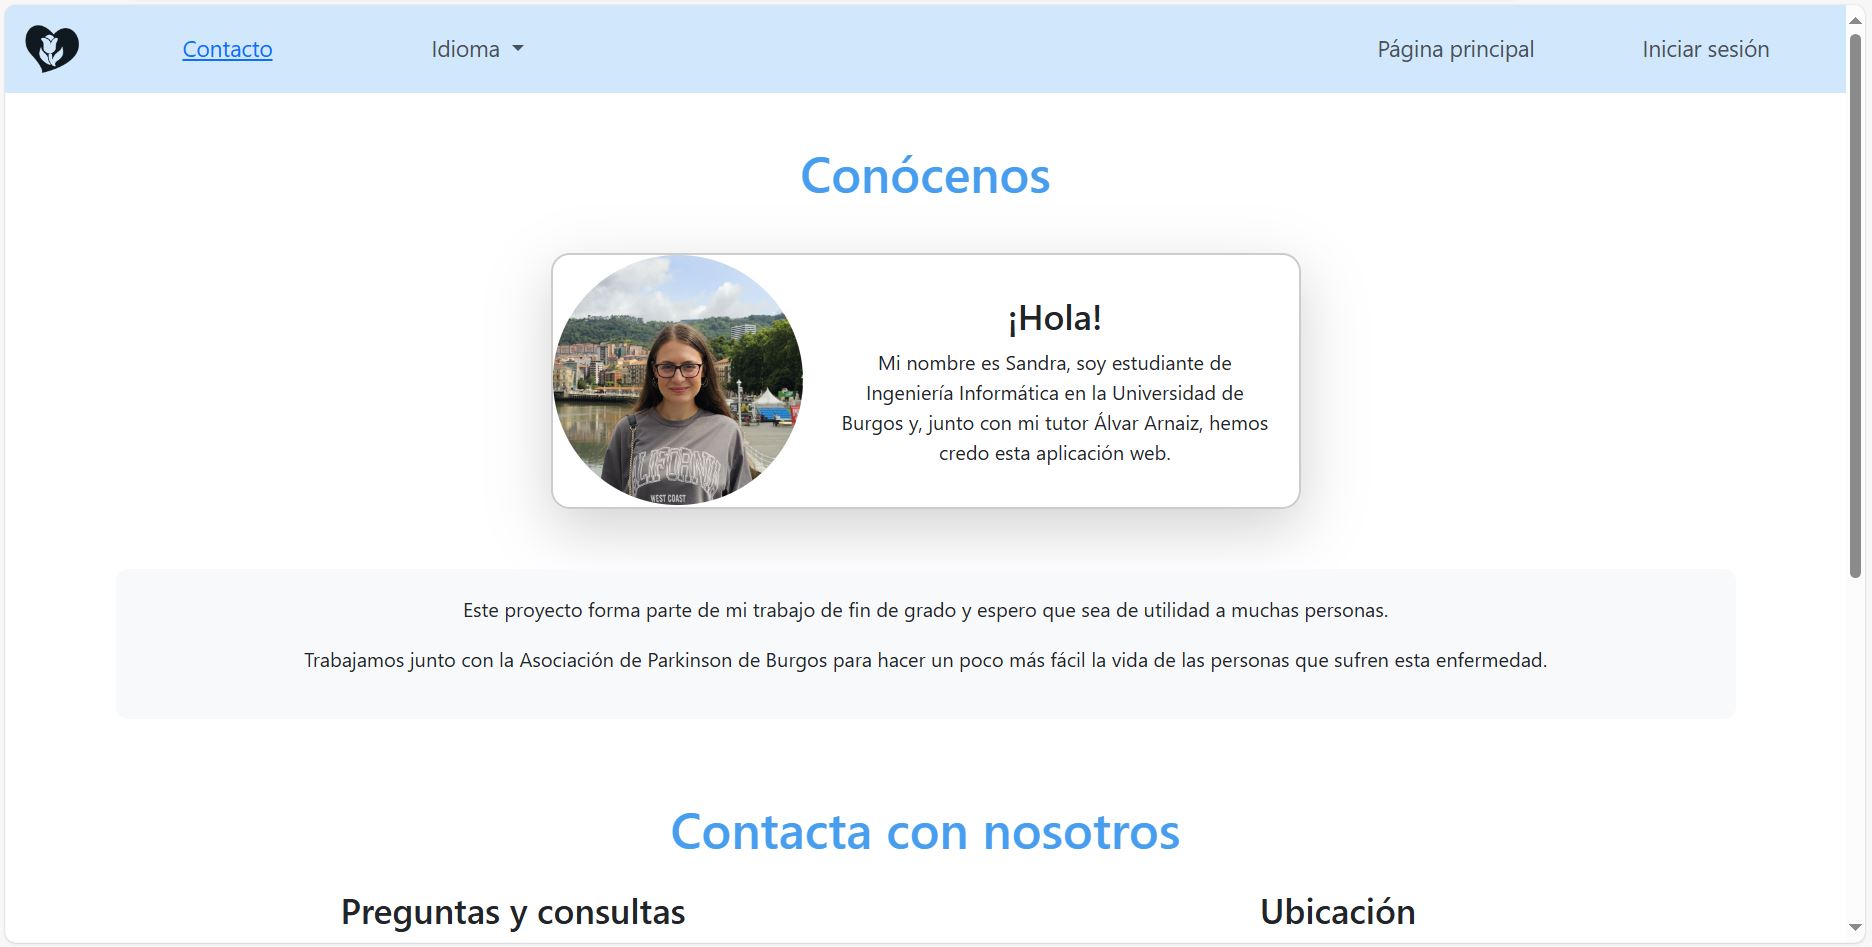 Contacto
Idioma
Página principal
Iniciar sesión
Conócenos
¡Hola!
Mi nombre es Sandra, soy estudiante de
Ingeniería Informática en la Universidad de
Burgos y, junto con mi tutor Álvar Arnaiz, hemos
credo esta aplicación web.
WEST COAST
Este proyecto forma parte de mi trabajo de fin de grado y espero que sea de utilidad a muchas personas.
Trabajamos junto con la Asociación de Parkinson de Burgos para hacer un poco más fácil la vida de las personas que sufren esta enfermedad.
Contacta con nosotros
Preguntas y consultas
Ubicación